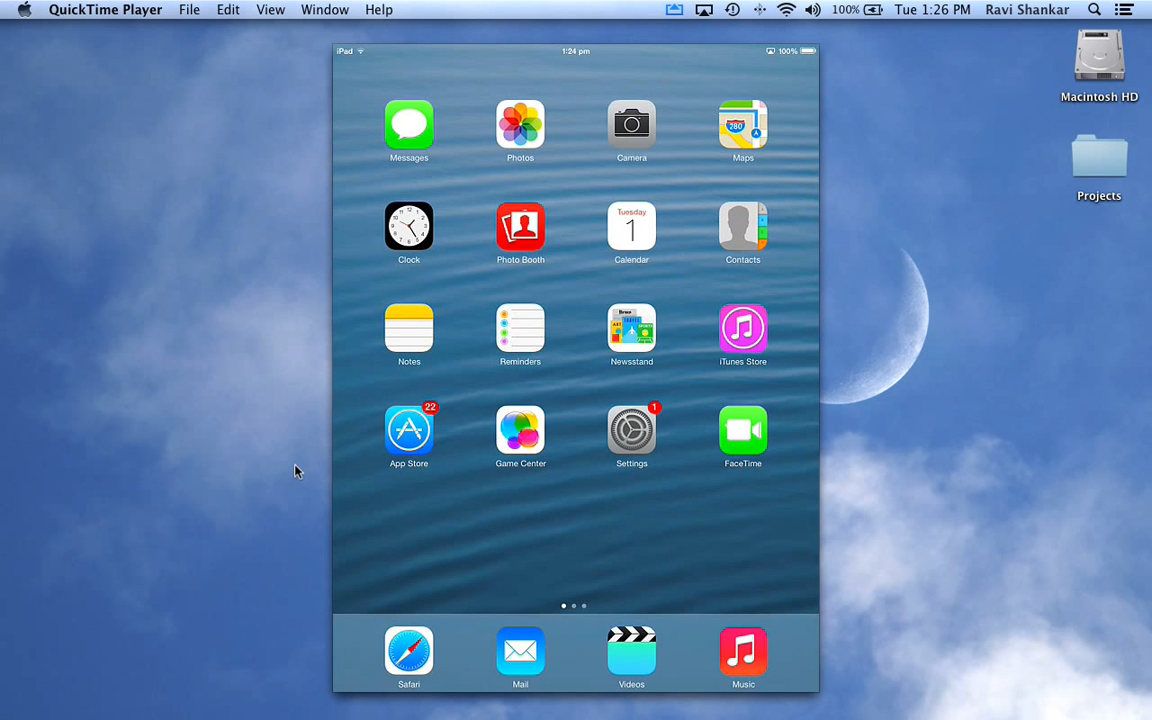 QuickTime Player File Edit View Window Help 100% Tue 1:26 PM Ravi Shankar
iPad 1:24 pm 100%
Macintosh HD
Projects
Messages Photos Camera Maps
280
Tuesday
1
Clock Photo Booth Calendar Contacts
Notes Reminders Newsstand iTunes Store
22 1
App Store Game Center Settings FaceTime
Safari Mail Videos Music